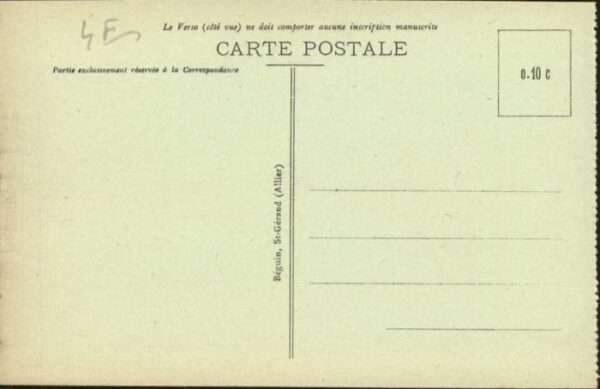 4 E
Le Verso (côté vue) ne doit comporter aucune inscription manuscrite
CARTE POSTALE
Partie exclusivement réservée à la Correspondance
0.10 c
Béguin, St-Gérand (Allier)